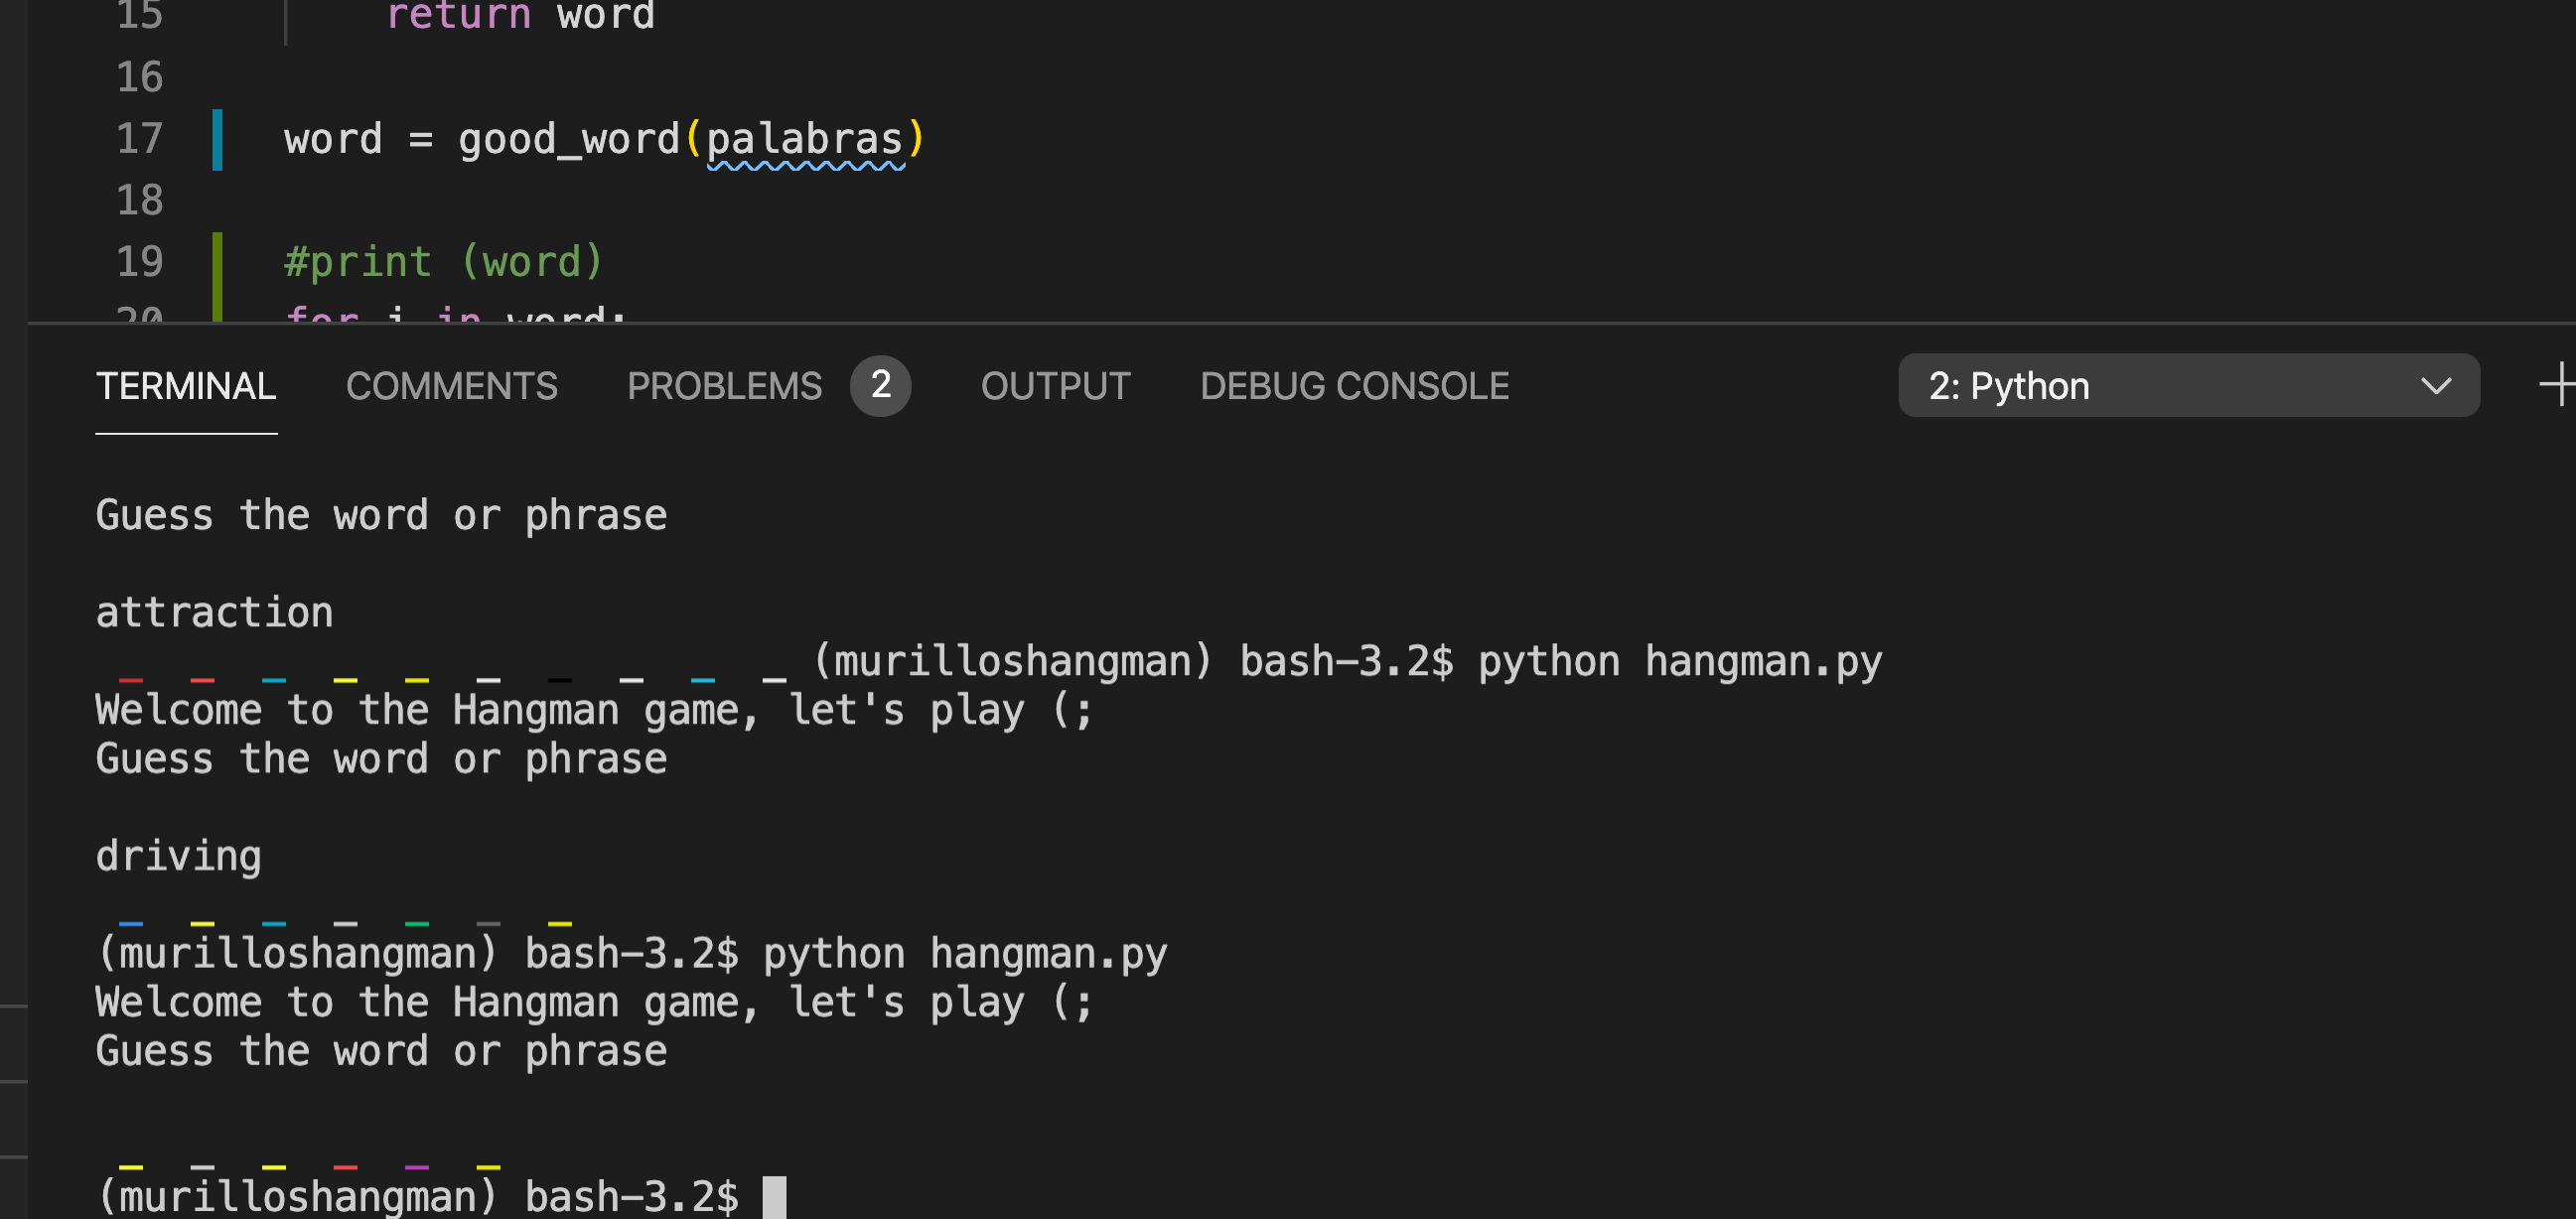 15 return word
16
17 word = good_word(palabras)
18
19 #print (word)
20 for i in word:
TERMINAL COMMENTS PROBLEMS 2 OUTPUT DEBUG CONSOLE 2: Python
Guess the word or phrase
attraction
_ _ _ _ _ _ _ _ _ _ (murilloshangman) bash-3.2$ python hangman.py
Welcome to the Hangman game, let's play (;
Guess the word or phrase
driving
_ _ _ _ _ _ _
(murilloshangman) bash-3.2$ python hangman.py
Welcome to the Hangman game, let's play (;
Guess the word or phrase
_ _ _ _ _ _
(murilloshangman) bash-3.2$